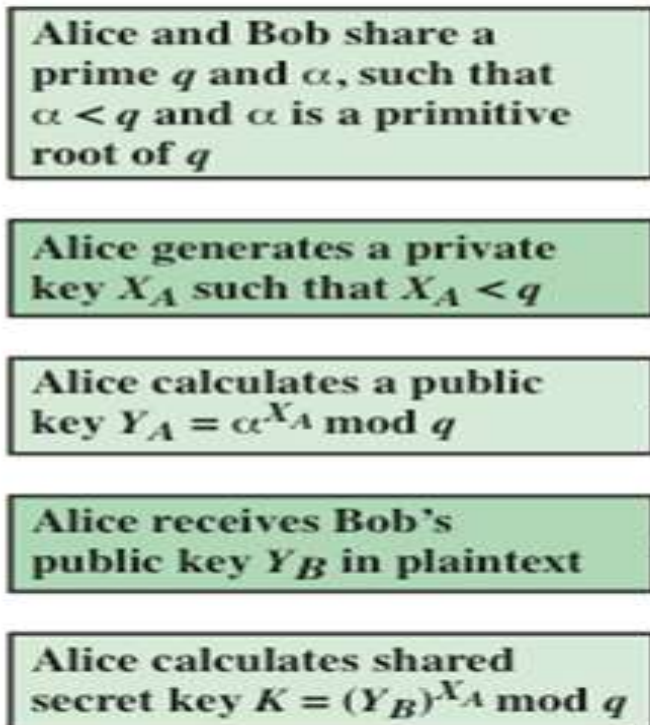 Alice and Bob share a
prime q and α, such that
α < q and α is a primitive
root of q
Alice generates a private
key X_A such that X_A < q
Alice calculates a public
key Y_A = α^{X_A} mod q
Alice receives Bob's
public key Y_B in plaintext
Alice calculates shared
secret key K = (Y_B)^{X_A} mod q